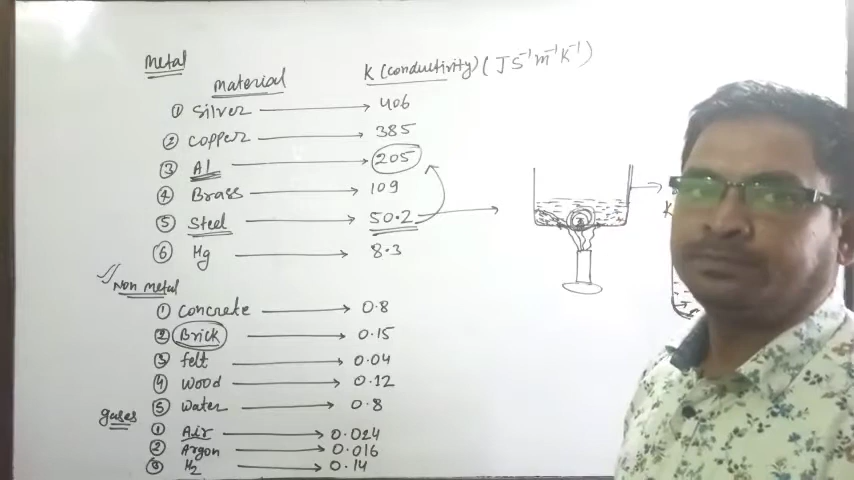 Metal
Material K (conductivity) (JS⁻¹m⁻¹K⁻¹)
① Silver → 406
② Copper → 385
③ Al → 205
④ Brass → 109
⑤ Steel → 50.2
⑥ Hg → 8.3
Non metal
① Concrete → 0.8
② Brick → 0.15
③ felt → 0.04
④ wood → 0.12
⑤ water → 0.8
gases
① Air → 0.024
② Argon → 0.016
③ H₂ → 0.14
K